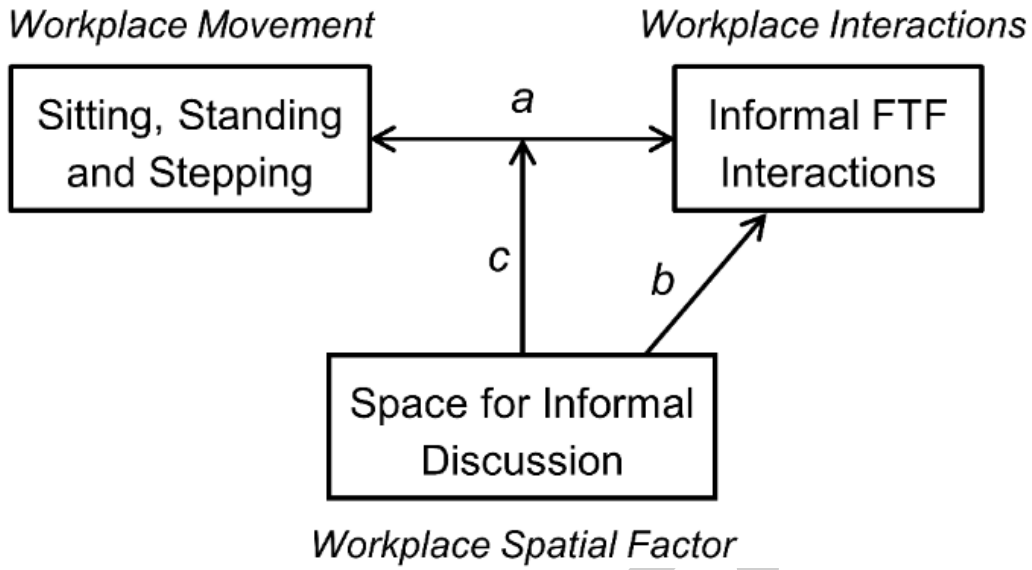 Workplace Movement
Workplace Interactions
Sitting, Standing
and Stepping
a
Informal FTF
Interactions
c
b
Space for Informal
Discussion
Workplace Spatial Factor